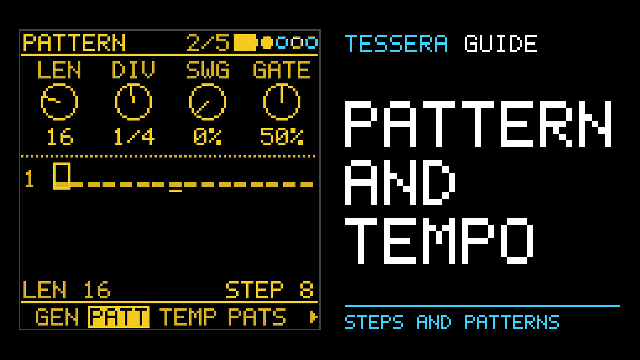 PATTERN 2/5
LEN DIV SWG GATE
16 1/4 0% 50%
1
LEN 16 STEP 8
GEN PATT TEMP PATS
TESSERA GUIDE
PATTERN
AND
TEMPO
STEPS AND PATTERNS